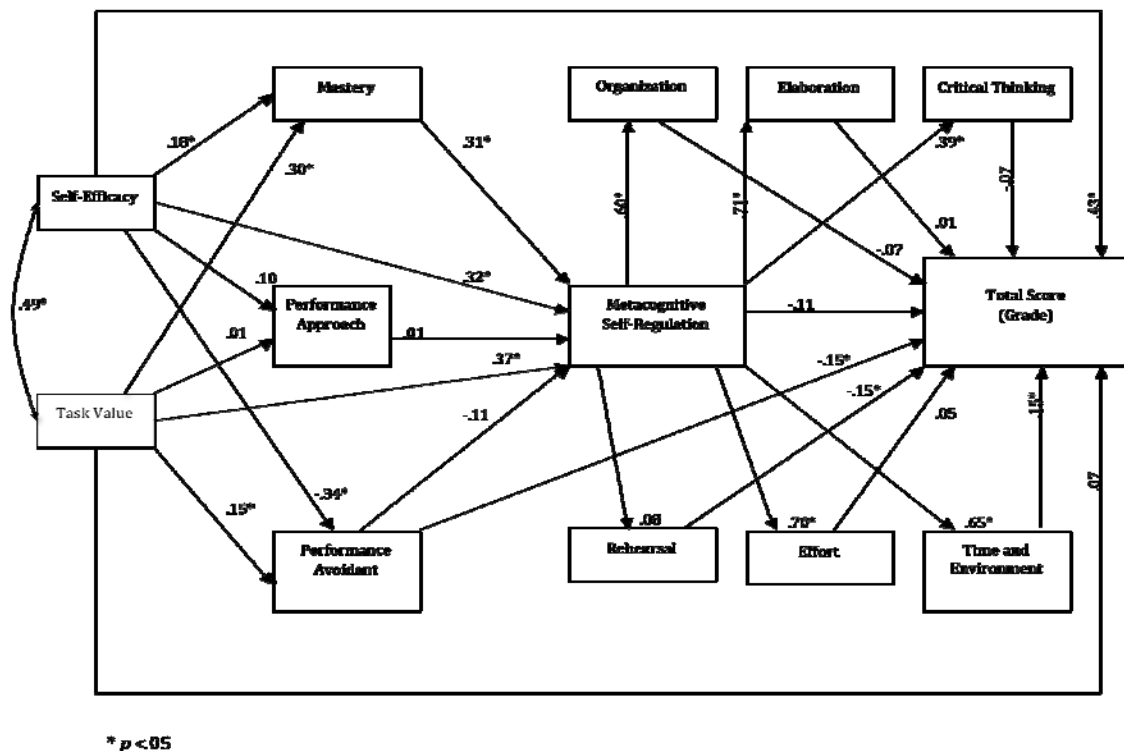 Mastery
Organization
Elaboration
Critical Thinking
.18*
.31*
.39*
.30*
-.07
Self-Efficacy
.60*
.71*
.43*
.01
-.07
.32*
.10
Performance
Approach
Metacognitive
Self-Regulation
Total Score
(Grade)
.49*
-.11
.01
.01
.37*
-.15*
-.15*
Task Value
-.11
.05
.15*
.07
-.34*
.15*
.08
.70*
.65*
Performance
Avoidant
Rehearsal
Effort
Time and
Environment
* p <05